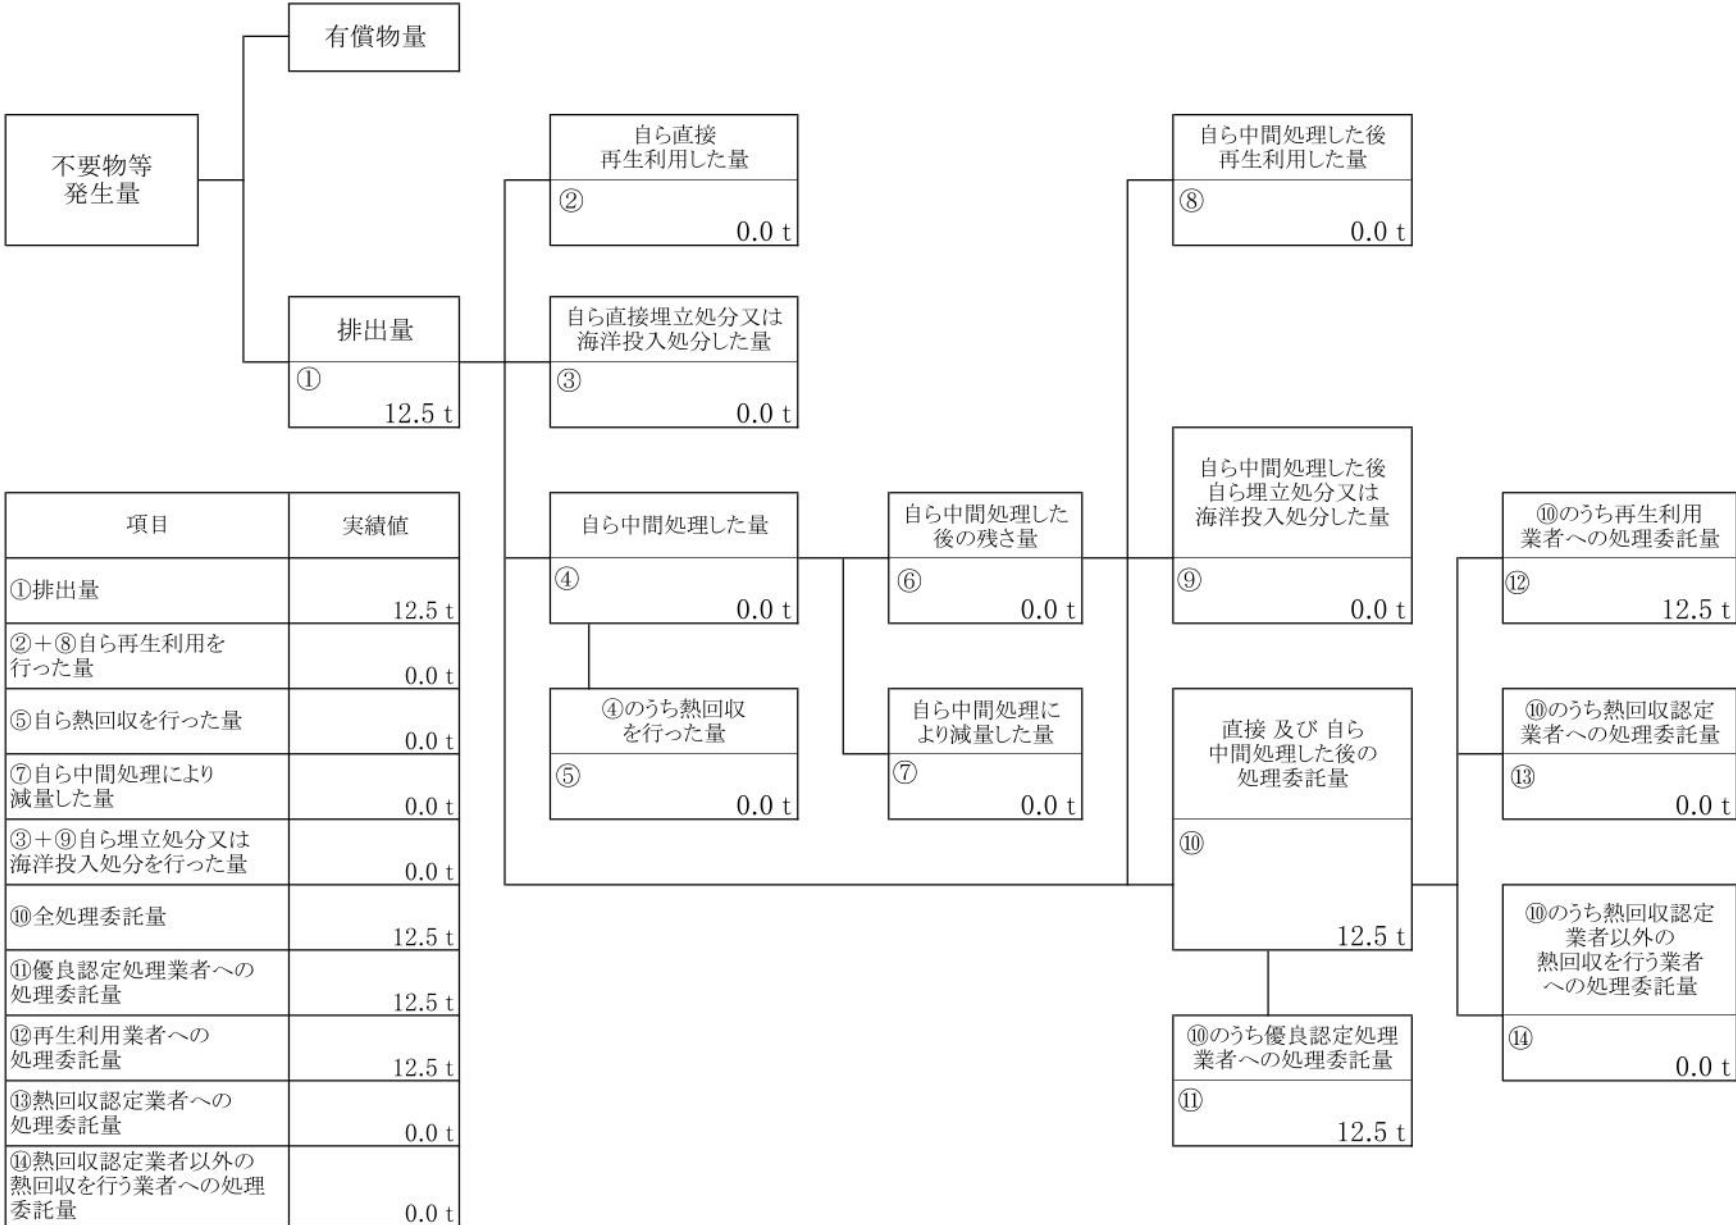 有償物量
不要物等
発生量
自ら直接
再生利用した量
②
0.0 t
自ら中間処理した後
再生利用した量
⑧
0.0 t
排出量
①
12.5 t
自ら直接埋立処分又は
海洋投入処分した量
③
0.0 t
自ら中間処理した量
④
0.0 t
自ら中間処理した
後の残さ量
⑥
0.0 t
自ら中間処理した後
自ら埋立処分又は
海洋投入処分した量
⑨
0.0 t
⑩のうち再生利用
業者への処理委託量
⑫
12.5 t
④のうち熱回収
を行った量
⑤
0.0 t
自ら中間処理に
より減量した量
⑦
0.0 t
直接 及び 自ら
中間処理した後の
処理委託量
⑩
12.5 t
⑩のうち熱回収認定
業者への処理委託量
⑬
0.0 t
⑩のうち熱回収認定
業者以外の
熱回収を行う業者
への処理委託量
⑭
0.0 t
⑩のうち優良認定処理
業者への処理委託量
⑪
12.5 t
項目 実績値
①排出量
12.5 t
②+⑧自ら再生利用を
行った量
0.0 t
⑤自ら熱回収を行った量
0.0 t
⑦自ら中間処理により
減量した量
0.0 t
③+⑨自ら埋立処分又は
海洋投入処分を行った量
0.0 t
⑩全処理委託量
12.5 t
⑪優良認定処理業者への
処理委託量
12.5 t
⑫再生利用業者への
処理委託量
12.5 t
⑬熱回収認定業者への
処理委託量
0.0 t
⑭熱回収認定業者以外の
熱回収を行う業者への処理
委託量
0.0 t